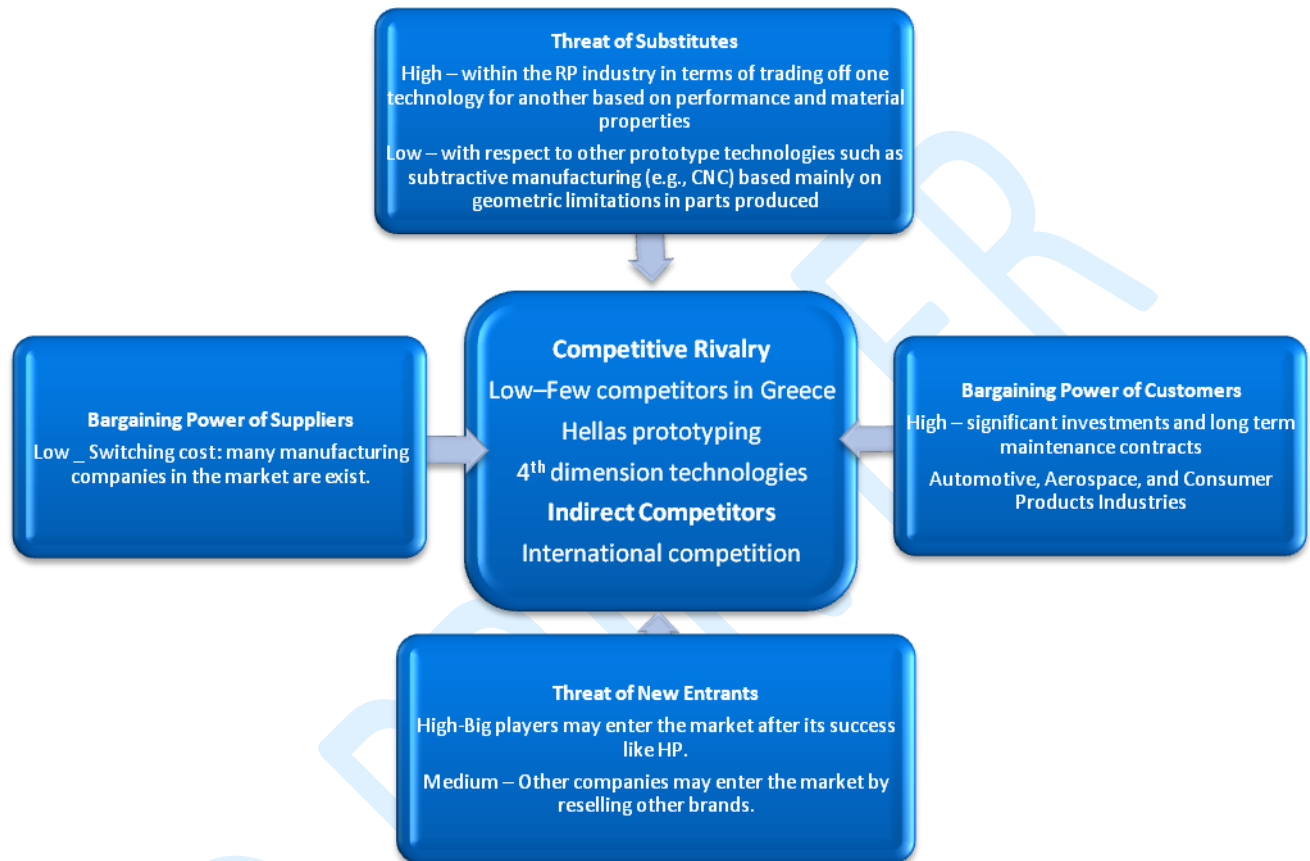 Threat of Substitutes
High – within the RP industry in terms of trading off one
technology for another based on performance and material
properties
Low – with respect to other prototype technologies such as
subtractive manufacturing (e.g., CNC) based mainly on
geometric limitations in parts produced
Bargaining Power of Suppliers
Low _ Switching cost: many manufacturing
companies in the market are exist.
Competitive Rivalry
Low–Few competitors in Greece
Hellas prototyping
4th dimension technologies
Indirect Competitors
International competition
Bargaining Power of Customers
High – significant investments and long term
maintenance contracts
Automotive, Aerospace, and Consumer
Products Industries
Threat of New Entrants
High-Big players may enter the market after its success
like HP.
Medium – Other companies may enter the market by
reselling other brands.